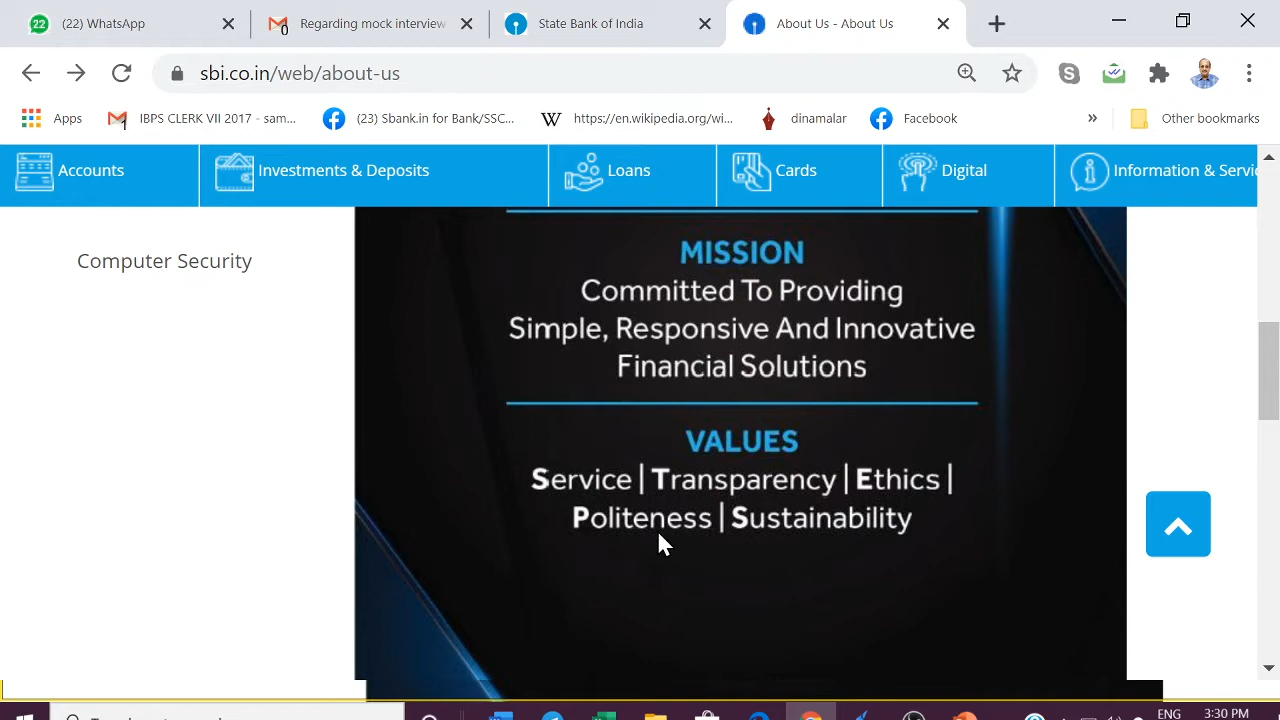 (22) WhatsApp
Regarding mock interview
State Bank of India
About Us - About Us
sbi.co.in/web/about-us
Apps
IBPS CLERK VII 2017 - sam...
(23) Sbank.in
Bank/SSC...
https://en.wikipedia.org/wi...
dinamalar
Facebook
»
Other bookmarks
Accounts
Investments & Deposits
Loans
Cards
Digital
Information &
Computer Security
MISSION
Committed To Providing
Simple, Responsive And Innovative
Financial Solutions
VALUES
Service | Transparency | Ethics |
Politeness | Sustainability
ENG
3:30 PM